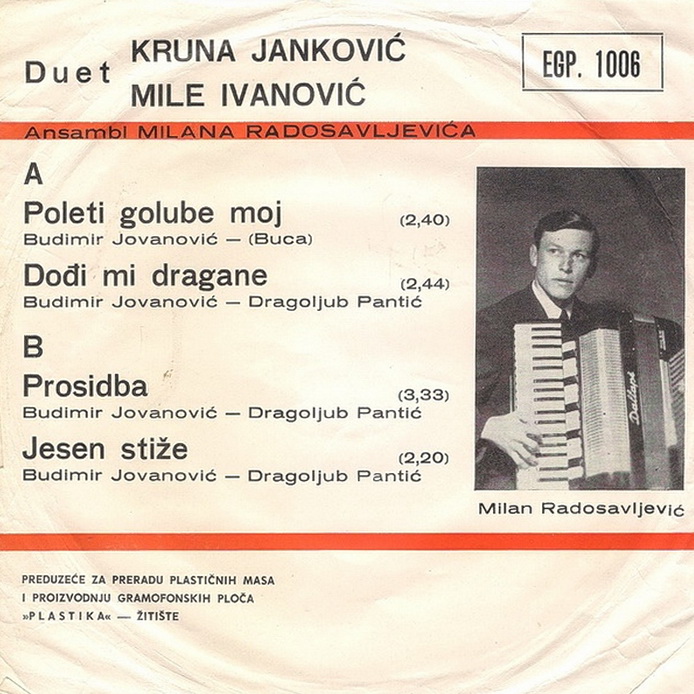 Duet KRUNA JANKOVIĆ
MILE IVANOVIĆ
EGP. 1006
Ansambl MILANA RADOSAVLJEVIĆA
A
Poleti golube moj (2,40)
Budimir Jovanović — (Buca)
Dođi mi dragane (2,44)
Budimir Jovanović — Dragoljub Pantić
B
Prosidba (3,33)
Budimir Jovanović — Dragoljub Pantić
Jesen stiže (2,20)
Budimir Jovanović — Dragoljub Pantić
Dallapé
Milan Radosavljević
PREDUZEĆE ZA PRERADU PLASTIČNIH MASA
I PROIZVODNJU GRAMOFONSKIH PLOČA
»PLASTIKA« — ŽITIŠTE